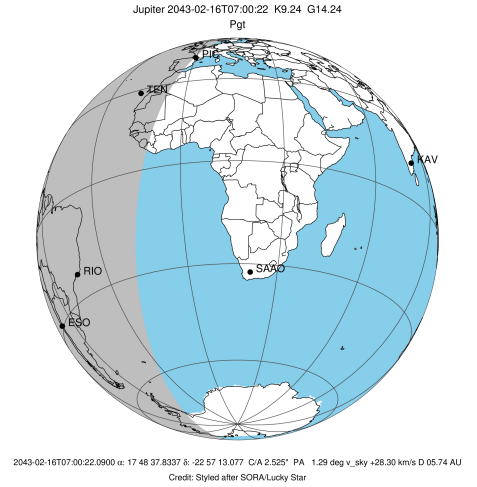 Jupiter 2043-02-16T07:00:22 K9.24 G14.24
Pgt
PIC
TEN
KAV
RIO
SAAO
ESO
2043-02-16T07:00:22.0900 α: 17 48 37.8337 δ: -22 57 13.077 C/A 2.525" PA 1.29 deg v_sky +28.30 km/s D 05.74 AU
Credit: Styled after SORA/Lucky Star